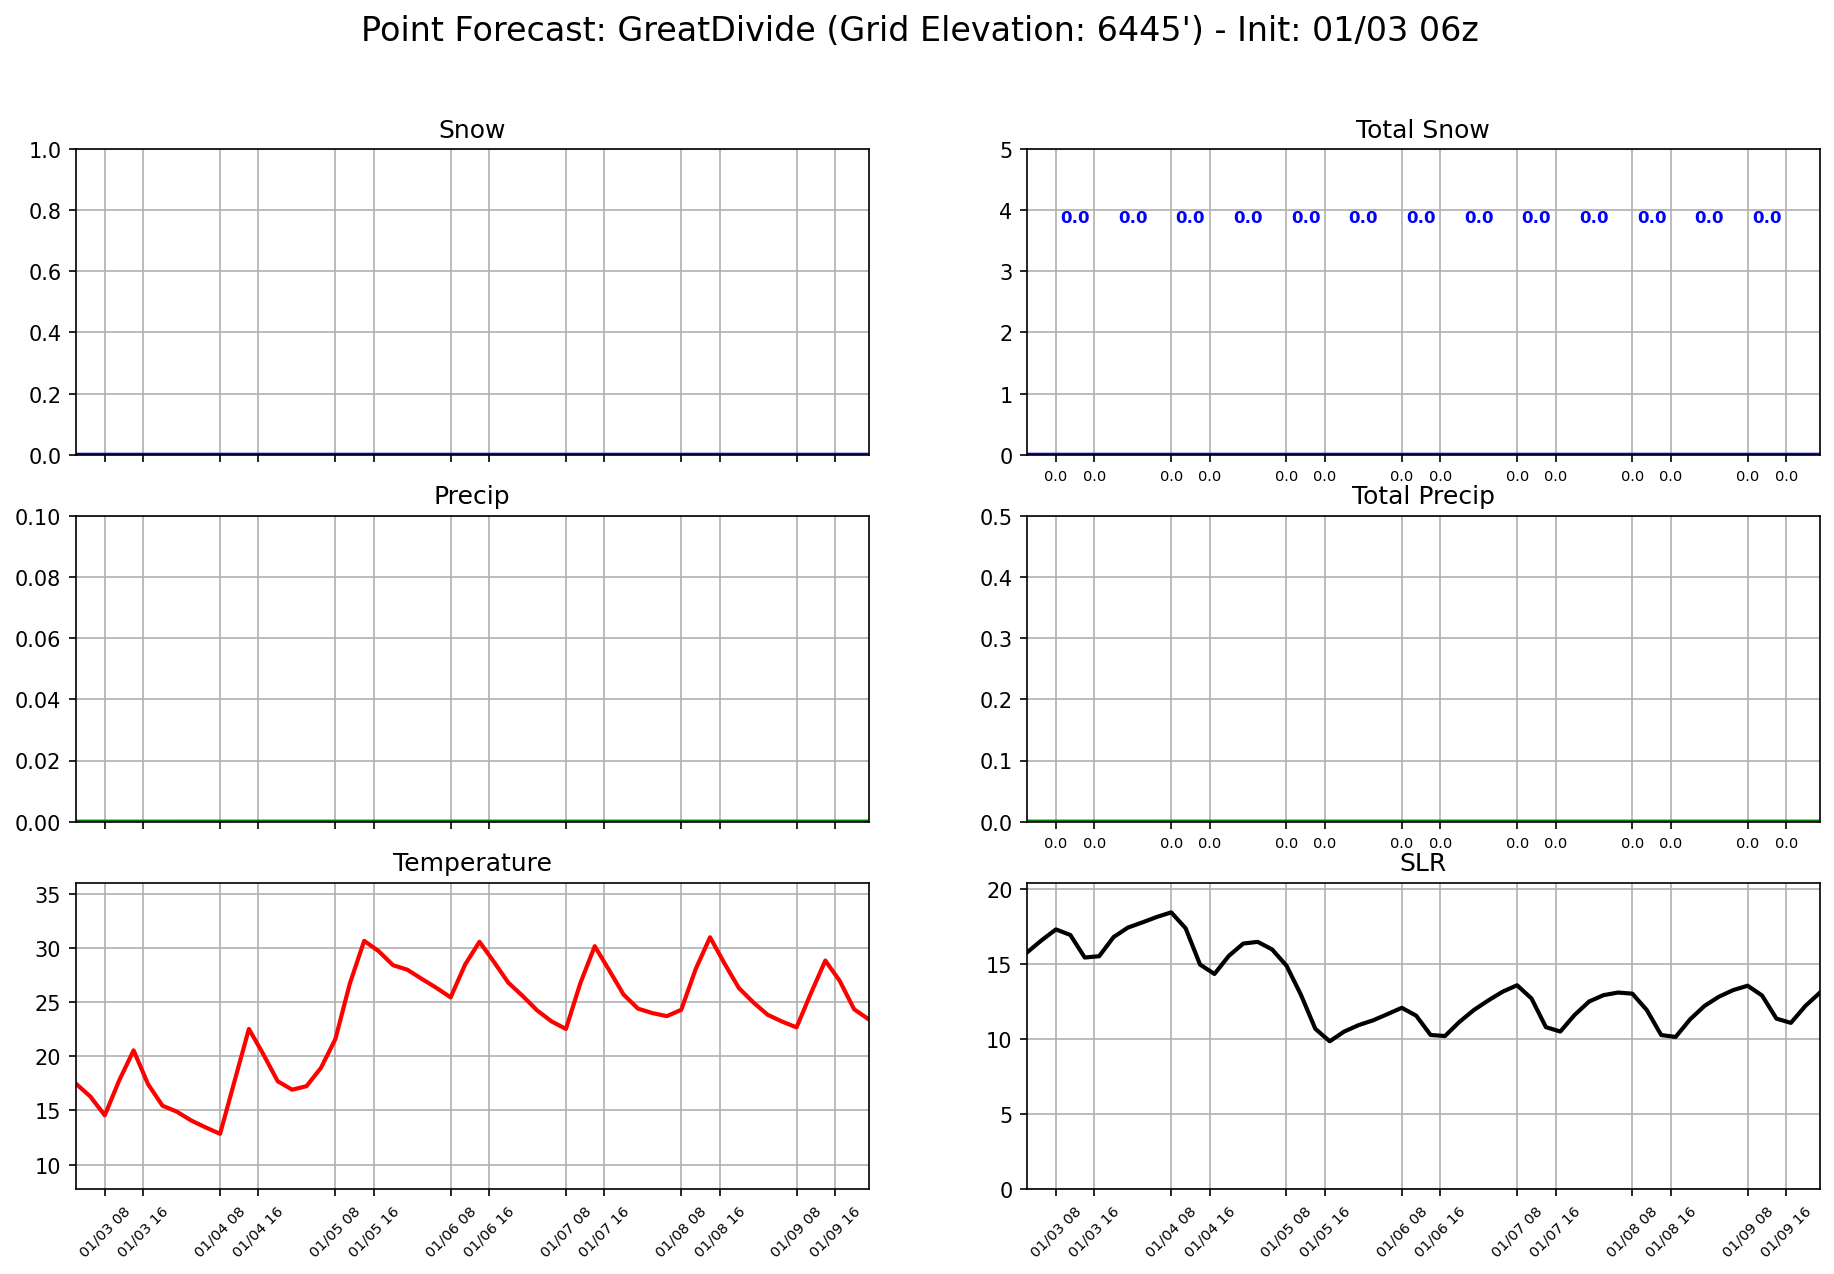 Point Forecast: GreatDivide (Grid Elevation: 6445') - Init: 01/03 06z
Snow
1.0
0.8
0.6
0.4
0.2
0.0
Total Snow
5
4
3
2
1
0
0.0 0.0 0.0 0.0 0.0 0.0 0.0 0.0 0.0 0.0 0.0 0.0 0.0
0.0 0.0 0.0 0.0 0.0 0.0 0.0 0.0 0.0 0.0 0.0 0.0 0.0 0.0
Precip
0.10
0.08
0.06
0.04
0.02
0.00
Total Precip
0.5
0.4
0.3
0.2
0.1
0.0
0.0 0.0 0.0 0.0 0.0 0.0 0.0 0.0 0.0 0.0 0.0 0.0 0.0 0.0
Temperature
35
30
25
20
15
10
01/03 08 01/03 16 01/04 08 01/04 16 01/05 08 01/05 16 01/06 08 01/06 16 01/07 08 01/07 16 01/08 08 01/08 16 01/09 08 01/09 16
SLR
20
15
10
5
0
01/03 08 01/03 16 01/04 08 01/04 16 01/05 08 01/05 16 01/06 08 01/06 16 01/07 08 01/07 16 01/08 08 01/08 16 01/09 08 01/09 16